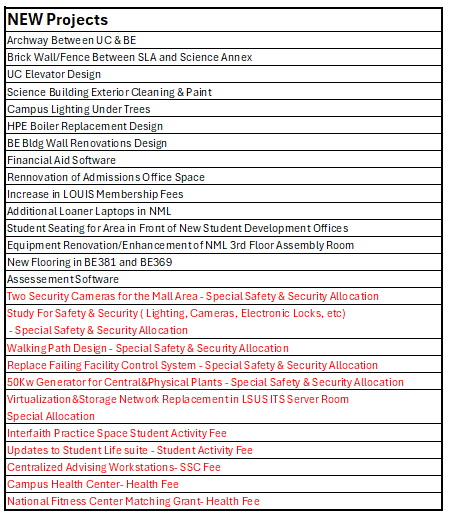 NEW Projects
Archway Between UC & BE
Brick Wall/Fence Between SLA and Science Annex
UC Elevator Design
Science Building Exterior Cleaning & Paint
Campus Lighting Under Trees
HPE Boiler Replacement Design
BE Bldg Wall Renovations Design
Financial Aid Software
Rennovation of Admissions Office Space
Increase in LOUIS Membership Fees
Additional Loaner Laptops in NML
Student Seating for Area in Front of New Student Development Offices
Equipment Renovation/Enhancement of NML 3rd Floor Assembly Room
New Flooring in BE381 and BE369
Assessement Software
Two Security Cameras for the Mall Area - Special Safety & Security Allocation
Study For Safety & Security ( Lighting, Cameras, Electronic Locks, etc)
- Special Safety & Security Allocation
Walking Path Design - Special Safety & Security Allocation
Replace Failing Facility Control System - Special Safety & Security Allocation
50Kw Generator for Central&Physical Plants - Special Safety & Security Allocation
Virtualization&Storage Network Replacement in LSUS ITS Server Room
Special Allocation
Interfaith Practice Space Student Activity Fee
Updates to Student Life suite - Student Activity Fee
Centralized Advising Workstations- SSC Fee
Campus Health Center- Health Fee
National Fitness Center Matching Grant- Health Fee